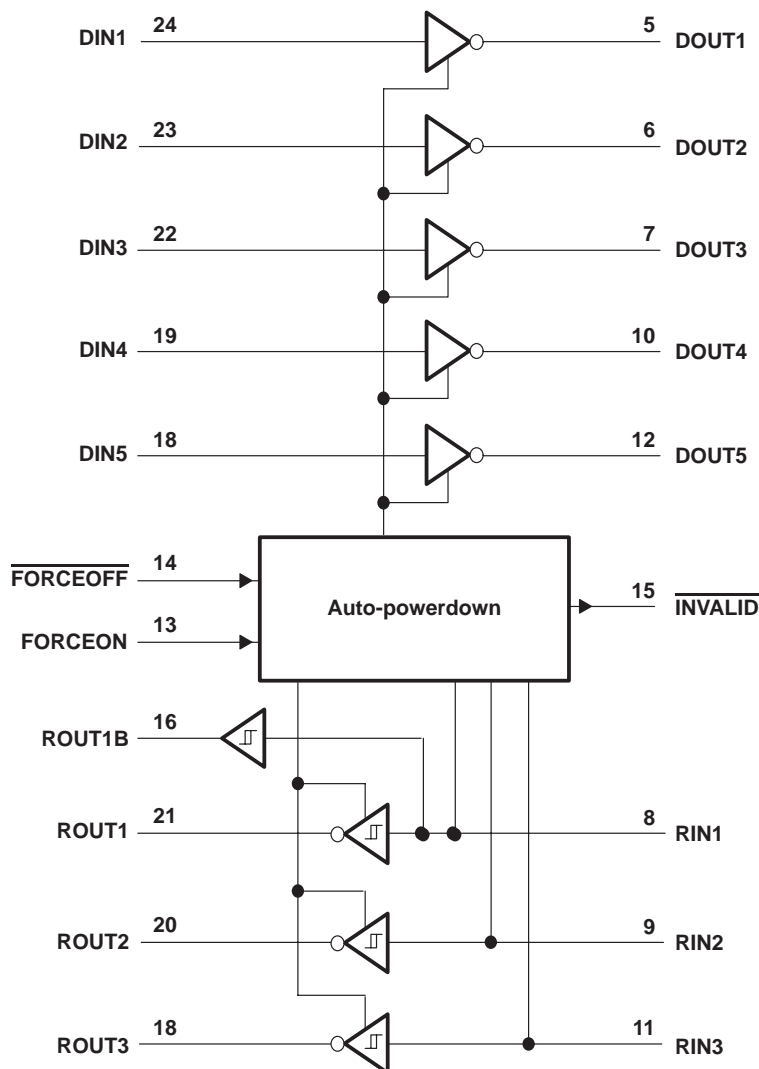 DIN1 24 5 DOUT1
DIN2 23 6 DOUT2
DIN3 22 7 DOUT3
DIN4 19 10 DOUT4
DIN5 18 12 DOUT5
FORCEOFF 14
Auto-powerdown
15 INVALID
FORCEON 13
ROUT1B 16
ROUT1 21 8 RIN1
ROUT2 20 9 RIN2
ROUT3 18 11 RIN3